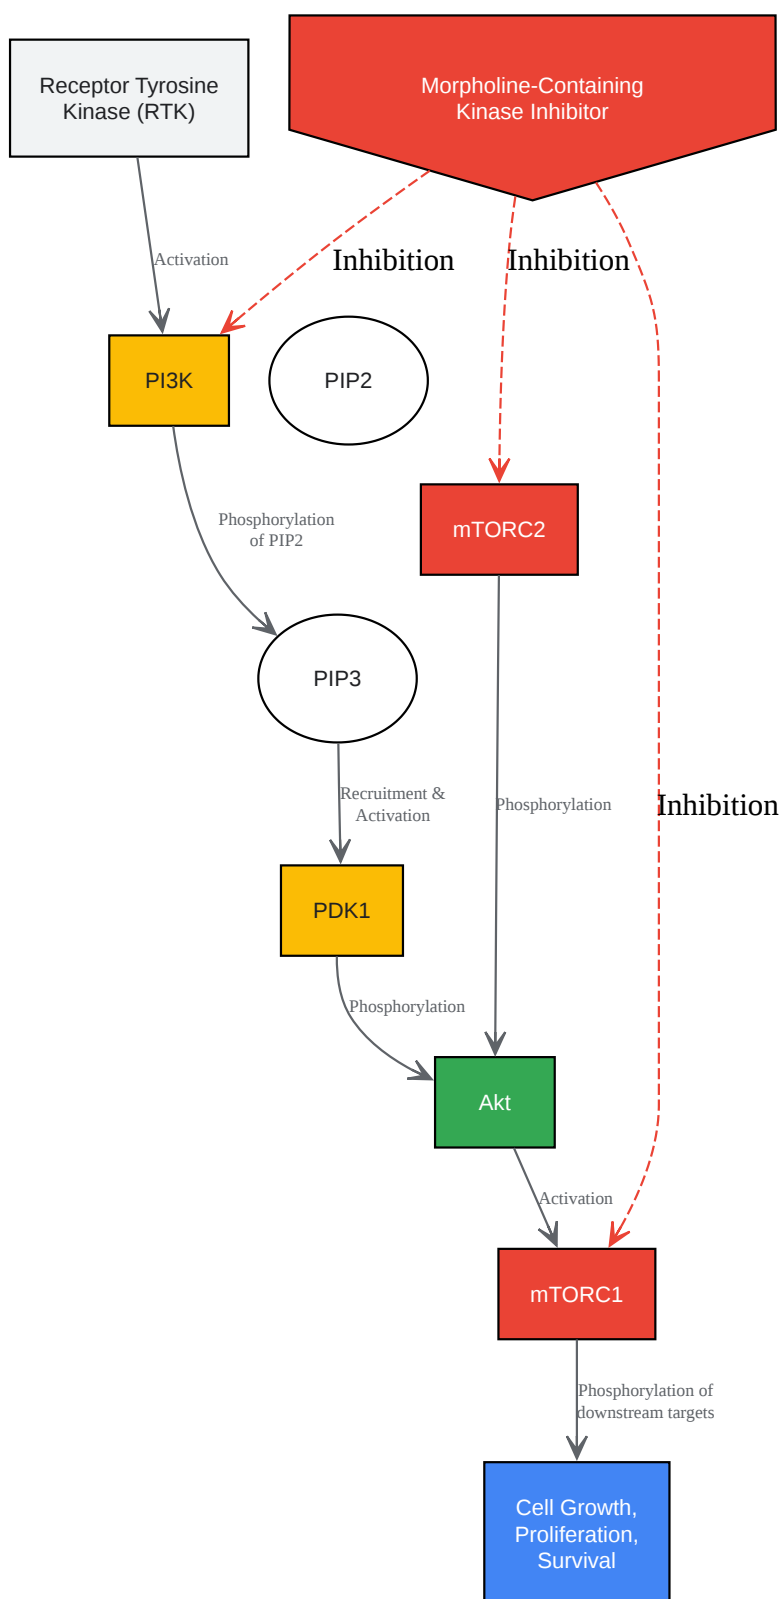 Receptor Tyrosine
Kinase (RTK)
Morpholine-Containing
Kinase Inhibitor
Activation
Inhibition
Inhibition
PI3K
PIP2
Phosphorylation
of PIP2
mTORC2
PIP3
Recruitment &
Activation
Phosphorylation
Inhibition
PDK1
Phosphorylation
Akt
Activation
mTORC1
Phosphorylation of
downstream targets
Cell Growth,
Proliferation,
Survival